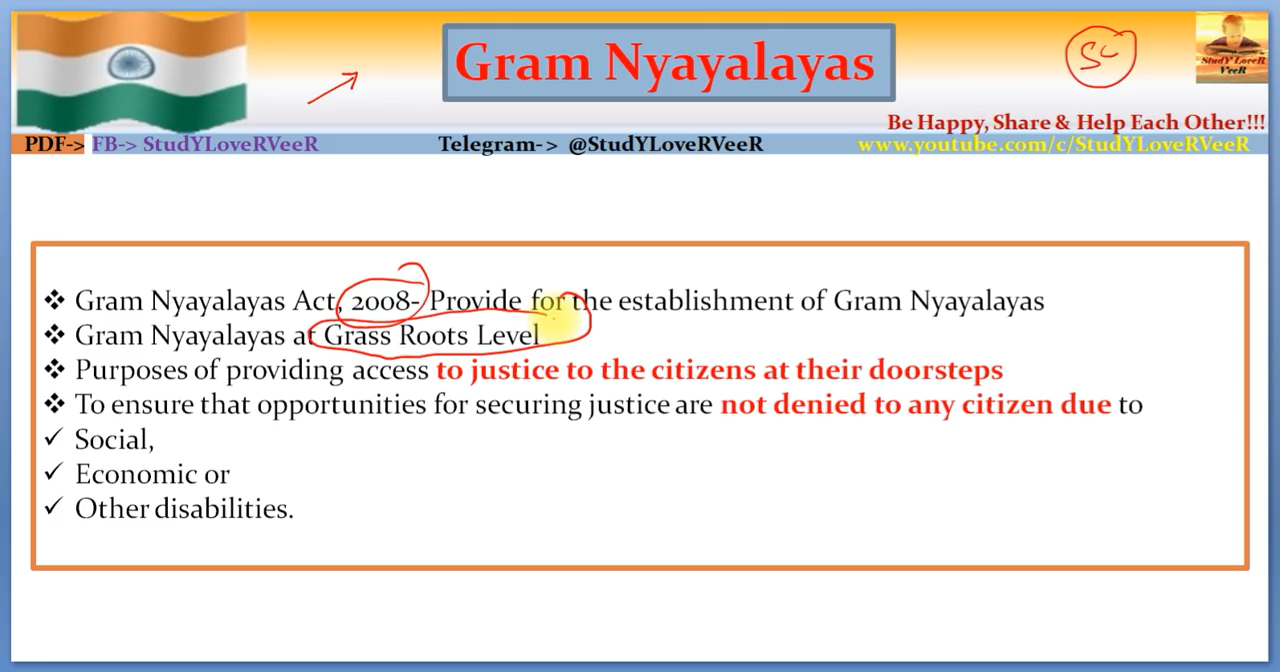 Gram Nyayalayas
SC
StudY LoveR
VeeR
Be Happy, Share & Help Each Other!!!
PDF-> FB-> StudYLoveRVeeR
Telegram-> @StudYLoveRVeeR
www.youtube.com/c/StudYLoveRVeeR
❖ Gram Nyayalayas Act, 2008- Provide for the establishment of Gram Nyayalayas
❖ Gram Nyayalayas at Grass Roots Level
❖ Purposes of providing access to justice to the citizens at their doorsteps
❖ To ensure that opportunities for securing justice are not denied to any citizen due to
✓ Social,
✓ Economic or
✓ Other disabilities.